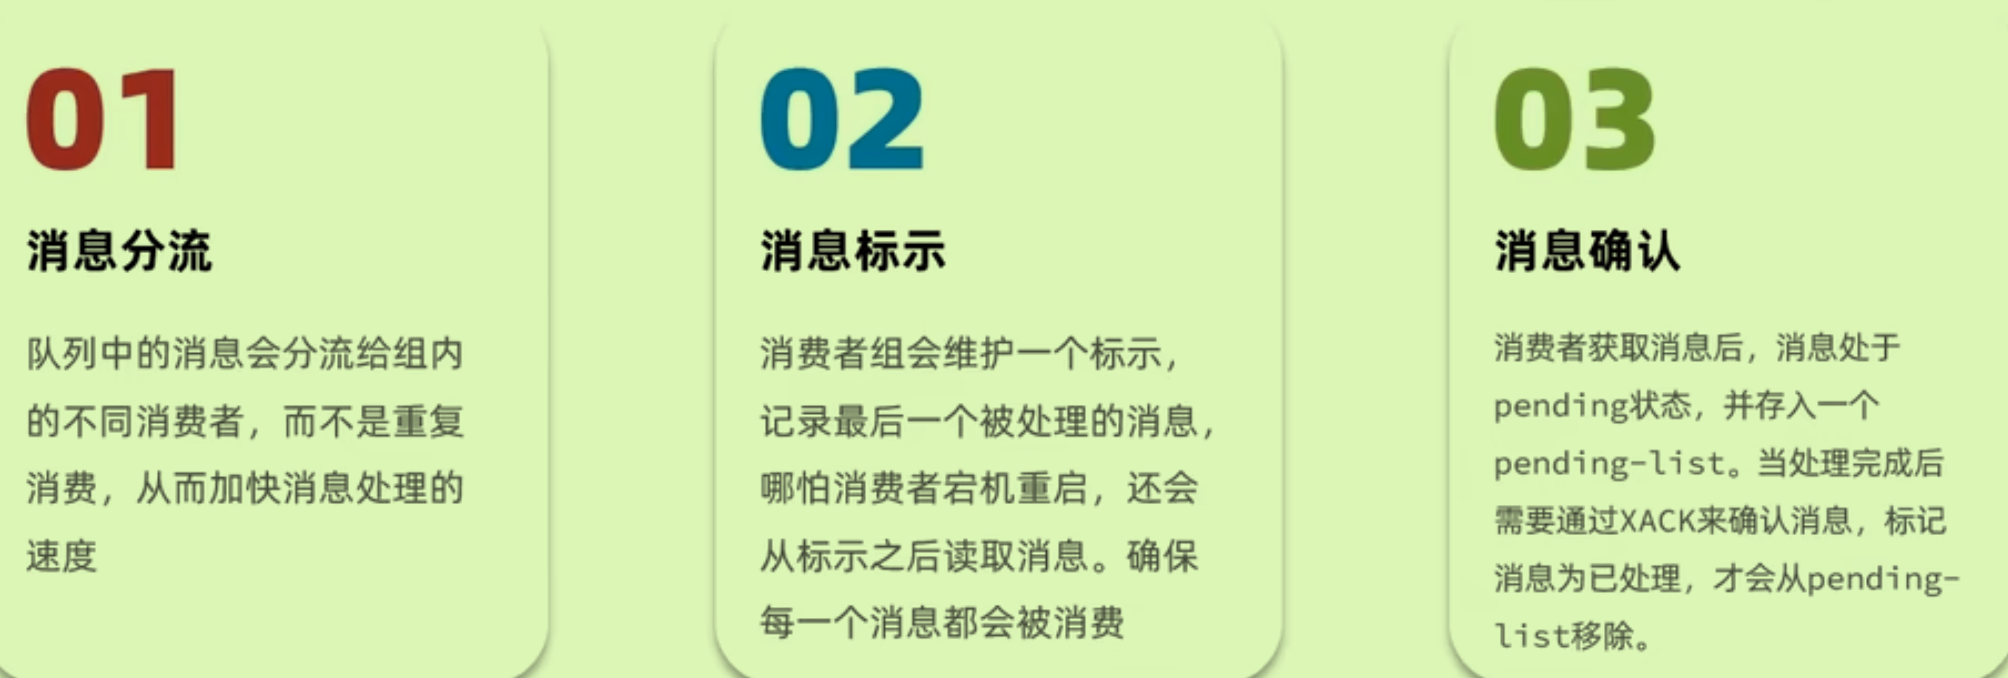 01
消息分流
队列中的消息会分流给组内
的不同消费者，而不是重复
消费，从而加快消息处理的
速度
02
消息标示
消费者组会维护一个标示，
记录最后一个被处理的消息，
哪怕消费者宕机重启，还会
从标示之后读取消息。确保
每一个消息都会被消费
03
消息确认
消费者获取消息后，消息处于
pending状态，并存入一个
pending-list。当处理完成后
需要通过XACK来确认消息，标记
消息为已处理，才会从pending-
list移除。